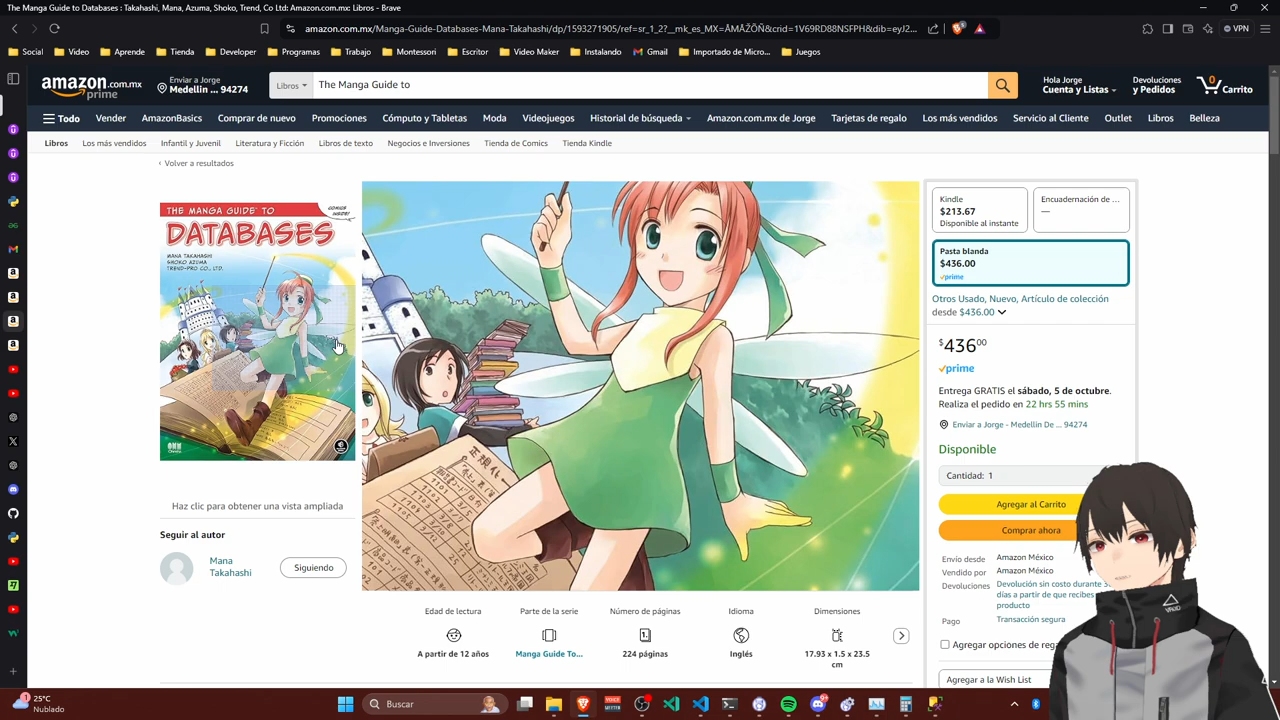 The Manga Guide to Databases : Takahashi, Mana, Azuma, Shoko, Trend, Co Ltd: Amazon.com.mx: Libros - Brave
amazon.com.mx/Manga-Guide-Databases-Mana-Takahashi/dp/1593271905/ref=sr_1_2?__mk_es_MX=ÅMÅŽÕÑ&crid=1V69RD88NSFPH&dib=eyJ2...
VPN
Social Video Aprende Tienda Developer Programas Trabajo Montessori Escritor Video Maker Instalando Gmail Importado de Micro... Juegos
amazon.com.mx
prime
Enviar a Jorge
Medellin ... 94274
Libros
The Manga Guide to
Hola Jorge
Cuenta y Listas
Devoluciones
y Pedidos
0
Carrito
Todo Vender AmazonBasics Comprar de nuevo Promociones Cómputo y Tabletas Moda Videojuegos Historial de búsqueda Amazon.com.mx de Jorge Tarjetas de regalo Los más vendidos Servicio al Cliente Outlet Libros Belleza
Libros Los más vendidos Infantil y Juvenil Literatura y Ficción Libros de texto Negocios e Inversiones Tienda de Comics Tienda Kindle
‹ Volver a resultados
THE MANGA GUIDE TO
COMICS
INSIDE!
DATABASES
MANA TAKAHASHI
SHOKO AZUMA
TREND-PRO CO., LTD.
Haz clic para obtener una vista ampliada
Seguir al autor
Mana
Takahashi
Siguiendo
Edad de lectura
A partir de 12 años
Parte de la serie
Manga Guide To...
Número de páginas
224 páginas
Idioma
Inglés
Dimensiones
17.93 x 1.5 x 23.5
cm
Kindle
$213.67
Disponible al instante
Encuadernación de ...
—
Pasta blanda
$436.00
prime
Otros Usado, Nuevo, Artículo de colección
desde $436.00
$43600
prime
Entrega GRATIS el sábado, 5 de octubre.
Realiza el pedido en 22 hrs 55 mins
Enviar a Jorge - Medellin De ... 94274
Disponible
Cantidad: 1
Agregar al Carrito
Comprar ahora
Envío desde Amazon México
Vendido por Amazon México
Devoluciones Devolución sin costo durante
días a partir de que recibes
producto
Pago Transacción segura
Agregar opciones de
Agregar a la Wish List
25°C
Nublado
Buscar